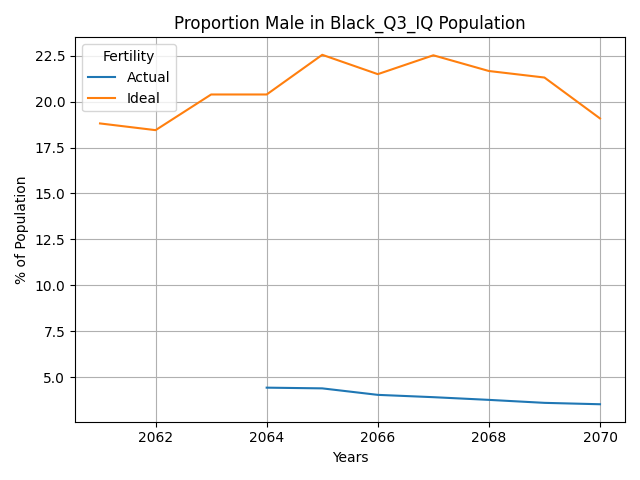 Proportion Male in Black_Q3_IQ Population
Fertility
Actual
Ideal
% of Population
22.5
20.0
17.5
15.0
12.5
10.0
7.5
5.0
2062 2064 2066 2068 2070
Years